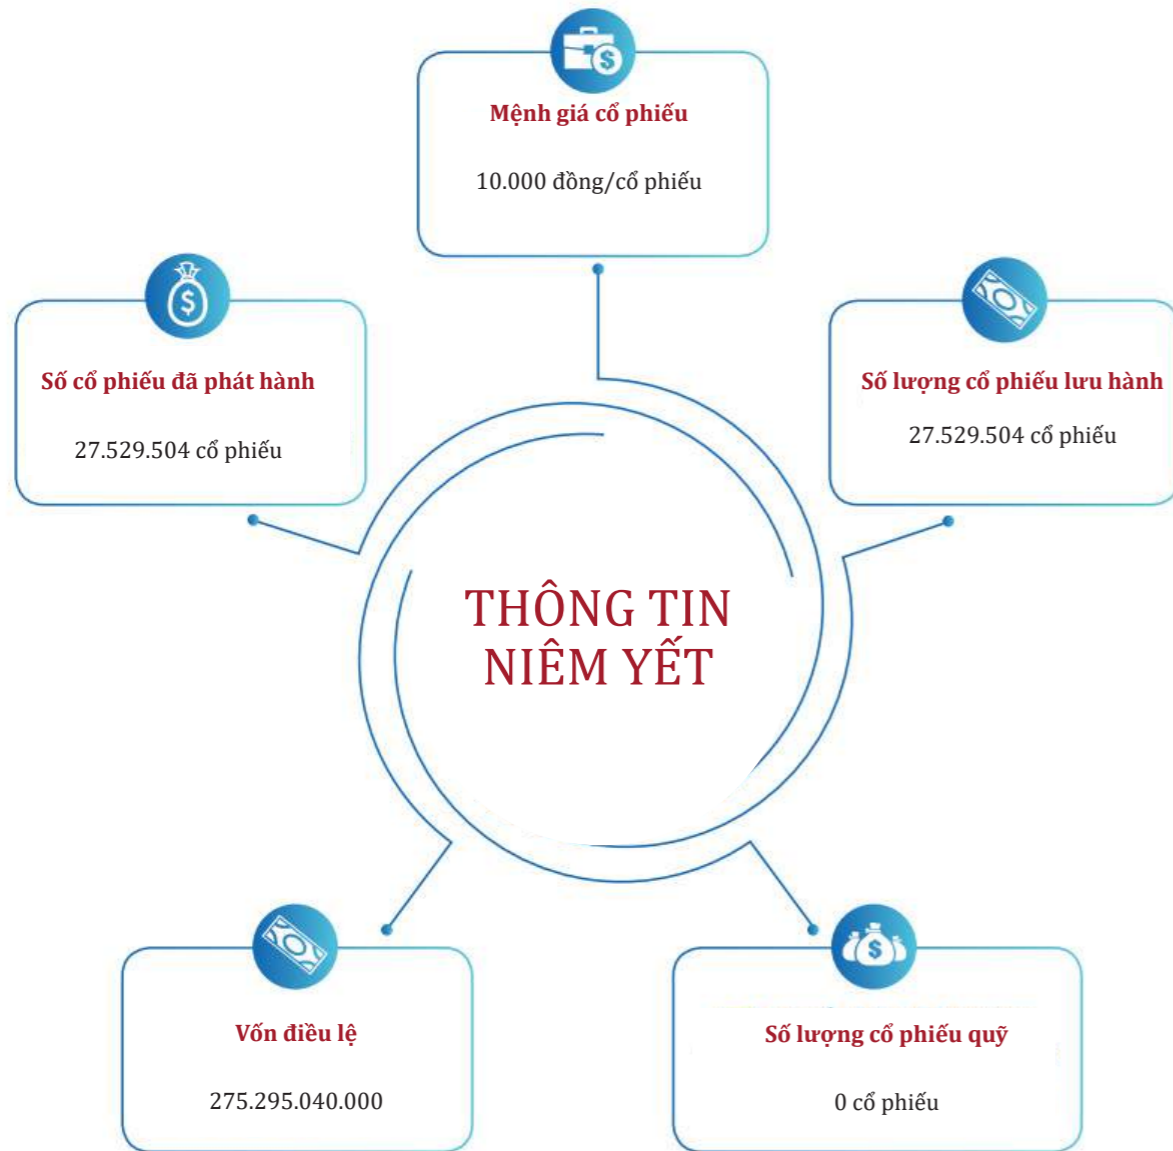 Mệnh giá cổ phiếu
10.000 đồng/cổ phiếu
Số cổ phiếu đã phát hành
27.529.504 cổ phiếu
Số lượng cổ phiếu lưu hành
27.529.504 cổ phiếu
THÔNG TIN
NIÊM YẾT
Vốn điều lệ
275.295.040.000
Số lượng cổ phiếu quỹ
0 cổ phiếu